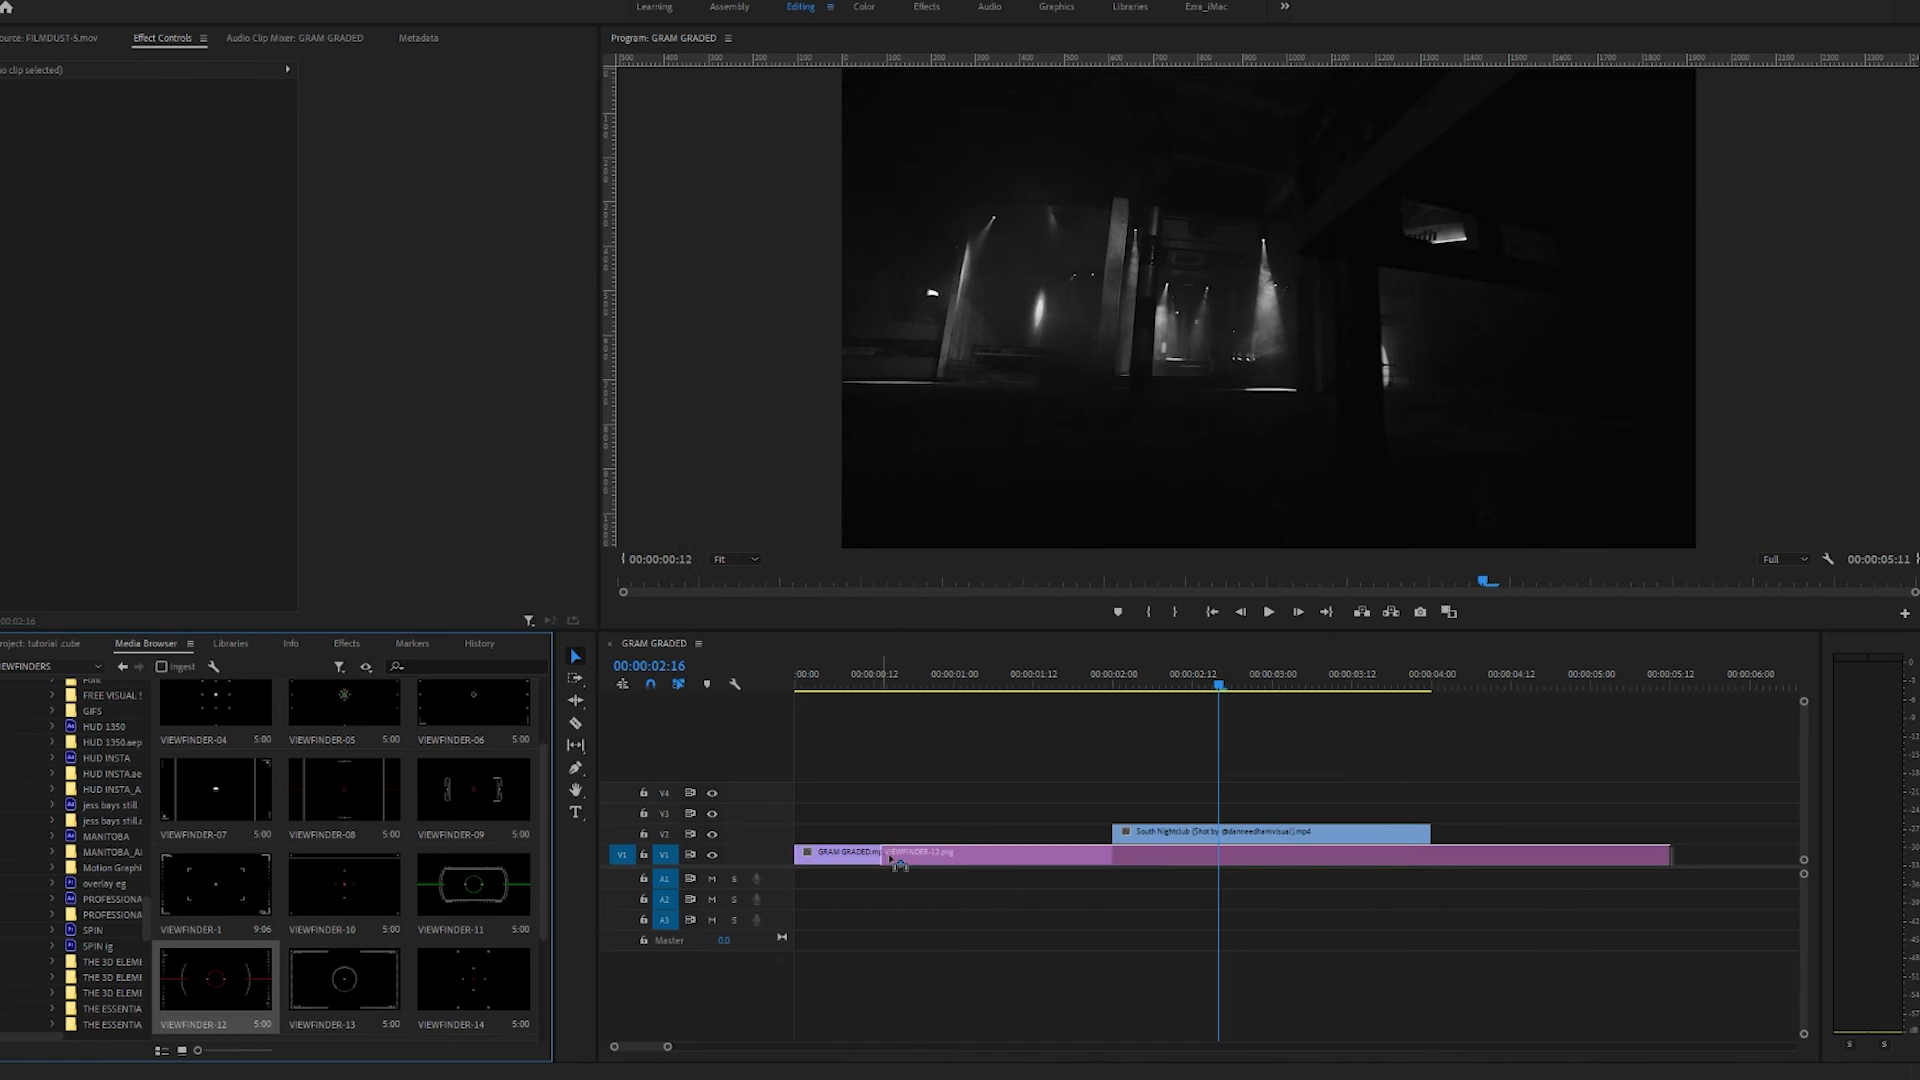 Learning Assembly Editing Color Effects Audio Graphics Libraries Ezra_iMac
ource: FILMDUST-5.mov Effect Controls Audio Clip Mixer: GRAM GRADED Metadata
Program: GRAM GRADED
o clip selected)
00:00:00:12 Fit Full 00:00:05:11
00:02:16
roject: tutorial .cube Media Browser Libraries Info Effects Markers History
IEWFINDERS Ingest
Font
FREE VISUAL S
GIFS
HUD 1350
HUD 1350.aep
HUD INSTA
HUD INSTA.ae
HUD INSTA_A
jess bays still
jess bays still.a
MANITOBA
MANITOBA_AI
Motion Graphi
overlay eg
PROFESSIONA
PROFESSIONA
SPIN
SPIN ig
THE 3D ELEME
THE 3D ELEME
THE 3D ELEME
THE ESSENTIA
THE ESSENTIA
VIEWFINDER-04 5:00 VIEWFINDER-05 5:00 VIEWFINDER-06 5:00
VIEWFINDER-07 5:00 VIEWFINDER-08 5:00 VIEWFINDER-09 5:00
VIEWFINDER-1 9:06 VIEWFINDER-10 5:00 VIEWFINDER-11 5:00
VIEWFINDER-12 5:00 VIEWFINDER-13 5:00 VIEWFINDER-14 5:00
GRAM GRADED
00:00:02:16
:00:00 00:00:00:12 00:00:01:00 00:00:01:12 00:00:02:00 00:00:02:12 00:00:03:00 00:00:03:12 00:00:04:00 00:00:04:12 00:00:05:00 00:00:05:12 00:00:06:00
V4
V3
V2 South Nightclub (Shot by @danneedhamvisual).mp4
V1 V1 GRAM GRADED.mp VIEWFINDER-12.png
A1 M S
A2 M S
A3 M S
Master 0.0
S S